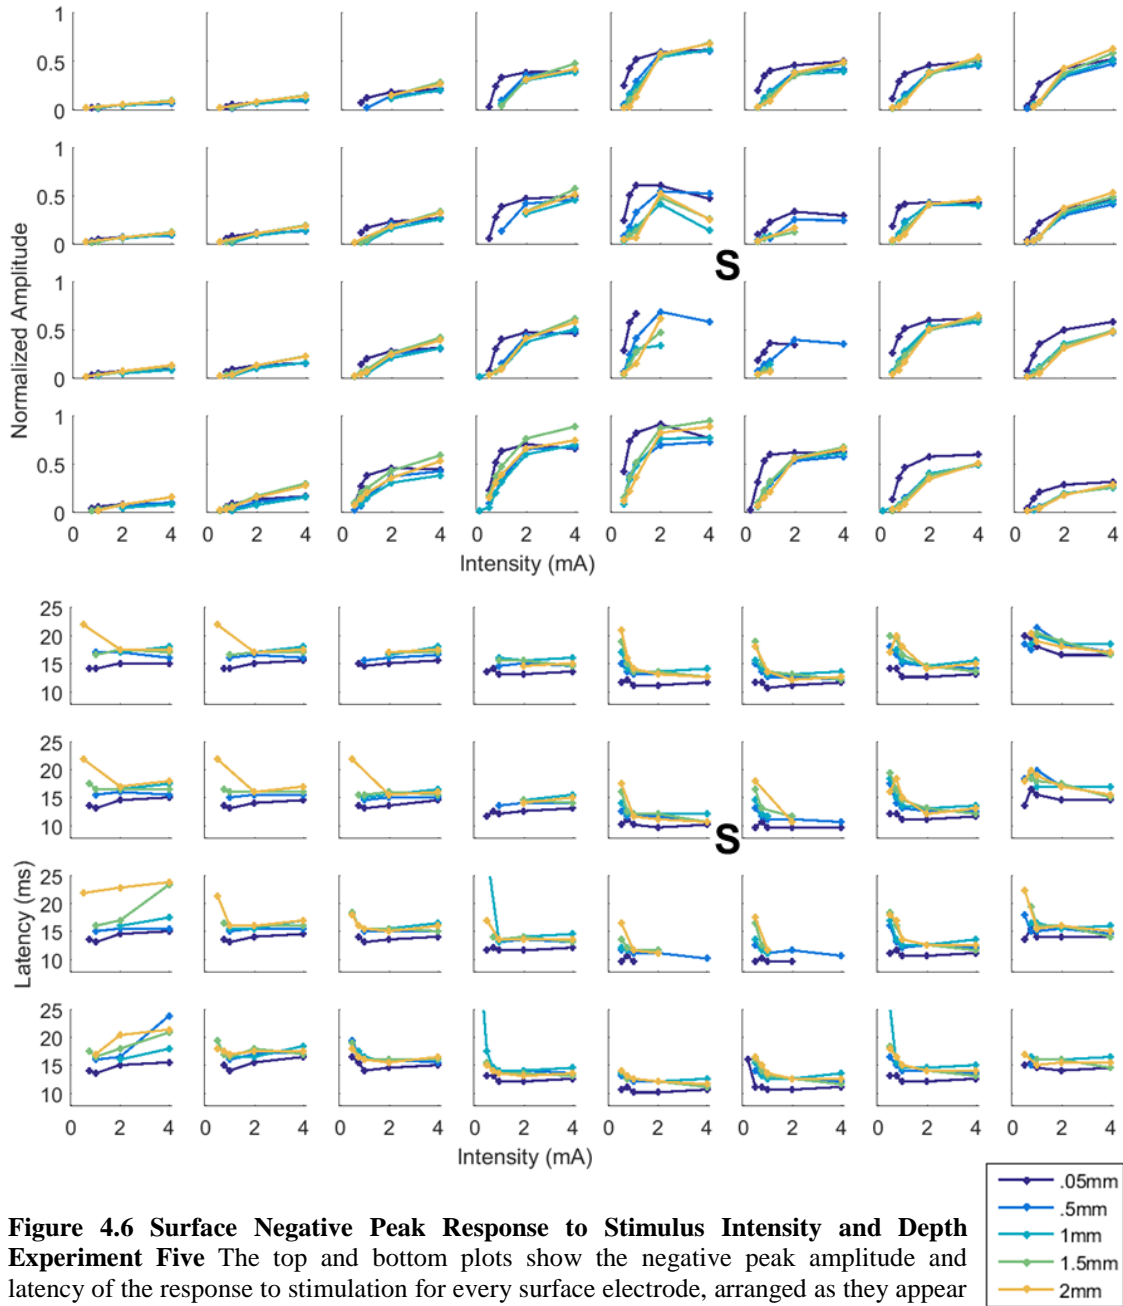 1
0.5
0
1
0.5
0
S
1
0.5
0
1
0.5
0
Normalized Amplitude
0 2 4 0 2 4 0 2 4 0 2 4 0 2 4 0 2 4 0 2 4 0 2 4
Intensity (mA)
25
20
15
10
25
20
15
10
S
25
20
15
10
25
20
15
10
Latency (ms)
0 2 4 0 2 4 0 2 4 0 2 4 0 2 4 0 2 4 0 2 4 0 2 4
Intensity (mA)
.05mm
.5mm
1mm
1.5mm
2mm
Figure 4.6 Surface Negative Peak Response to Stimulus Intensity and Depth
Experiment Five The top and bottom plots show the negative peak amplitude and
latency of the response to stimulation for every surface electrode, arranged as they appear